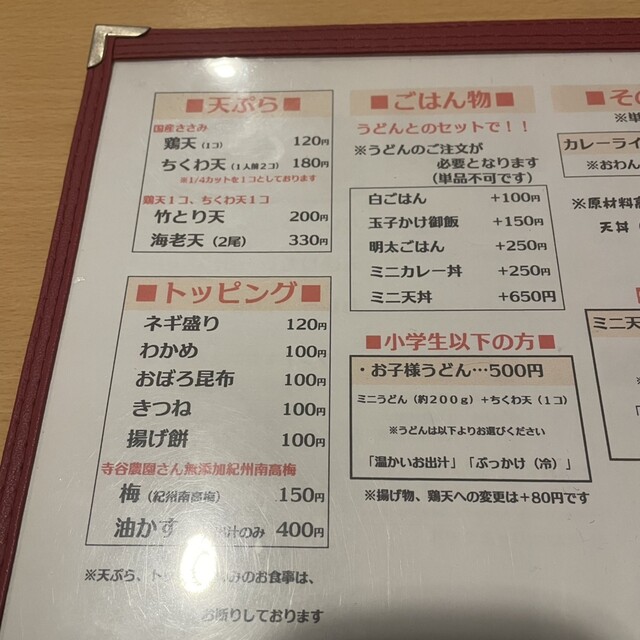 ■天ぷら■
国産ささみ
鶏天（1コ） 120円
ちくわ天（1人前2コ） 180円
※1/4カットを1コとしております
鶏天1コ、ちくわ天1コ
竹とり天 200円
海老天（2尾） 330円
■トッピング■
ネギ盛り 120円
わかめ 100円
おぼろ昆布 100円
きつね 100円
揚げ餅 100円
寺谷農園さん無添加紀州南高梅
梅（紀州南高梅） 150円
油かす 出汁のみ 400円
※天ぷら、ト みのお食事は、
お断りしております
■ごはん物■
うどんとのセットで！！
※うどんのご注文が
必要となります
（単品不可です）
白ごはん +100円
玉子かけ御飯 +150円
明太ごはん +250円
ミニカレー丼 +250円
ミニ天丼 +650円
■小学生以下の方■
・お子様うどん…500円
ミニうどん（約200g）+ちくわ天（1コ）
※うどんは以下よりお選びください
「温かいお出汁」「ぶっかけ（冷）」
※揚げ物、鶏天への変更は+80円です
■その
※単
カレーライ
※おわん
※原材料高
天丼
ミニ天